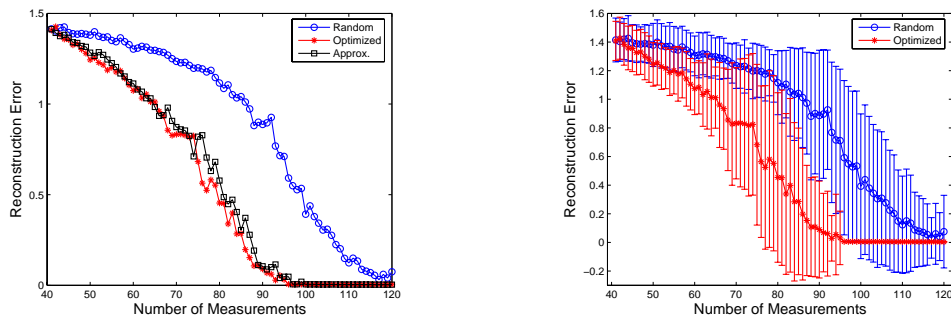 1.5
1
0.5
0
Reconstruction Error
40 50 60 70 80 90 100 110 120
Number of Measurements
Random
Optimized
Approx.
1.6
1.4
1.2
1
0.8
0.6
0.4
0.2
0
−0.2
Reconstruction Error
40 50 60 70 80 90 100 110 120
Number of Measurements
Random
Optimized